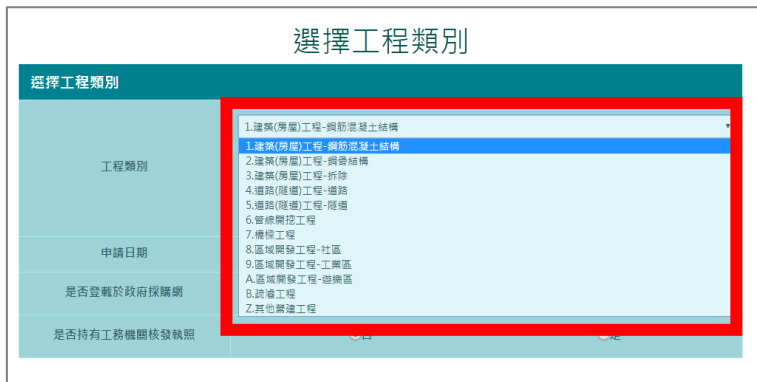 選擇工程類別
選擇工程類別
工程類別
1.建築(房屋)工程-鋼筋混凝土結構
1.建築(房屋)工程-鋼筋混凝土結構
2.建築(房屋)工程-鋼骨結構
3.建築(房屋)工程-拆除
4.道路(隧道)工程-道路
5.道路(隧道)工程-隧道
6.管線開挖工程
7.橋樑工程
8.區域開發工程-社區
9.區域開發工程-工業區
A.區域開發工程-遊樂區
B.疏濬工程
Z.其他營建工程
申請日期
是否登載於政府採購網
是否持有工務機關核發執照